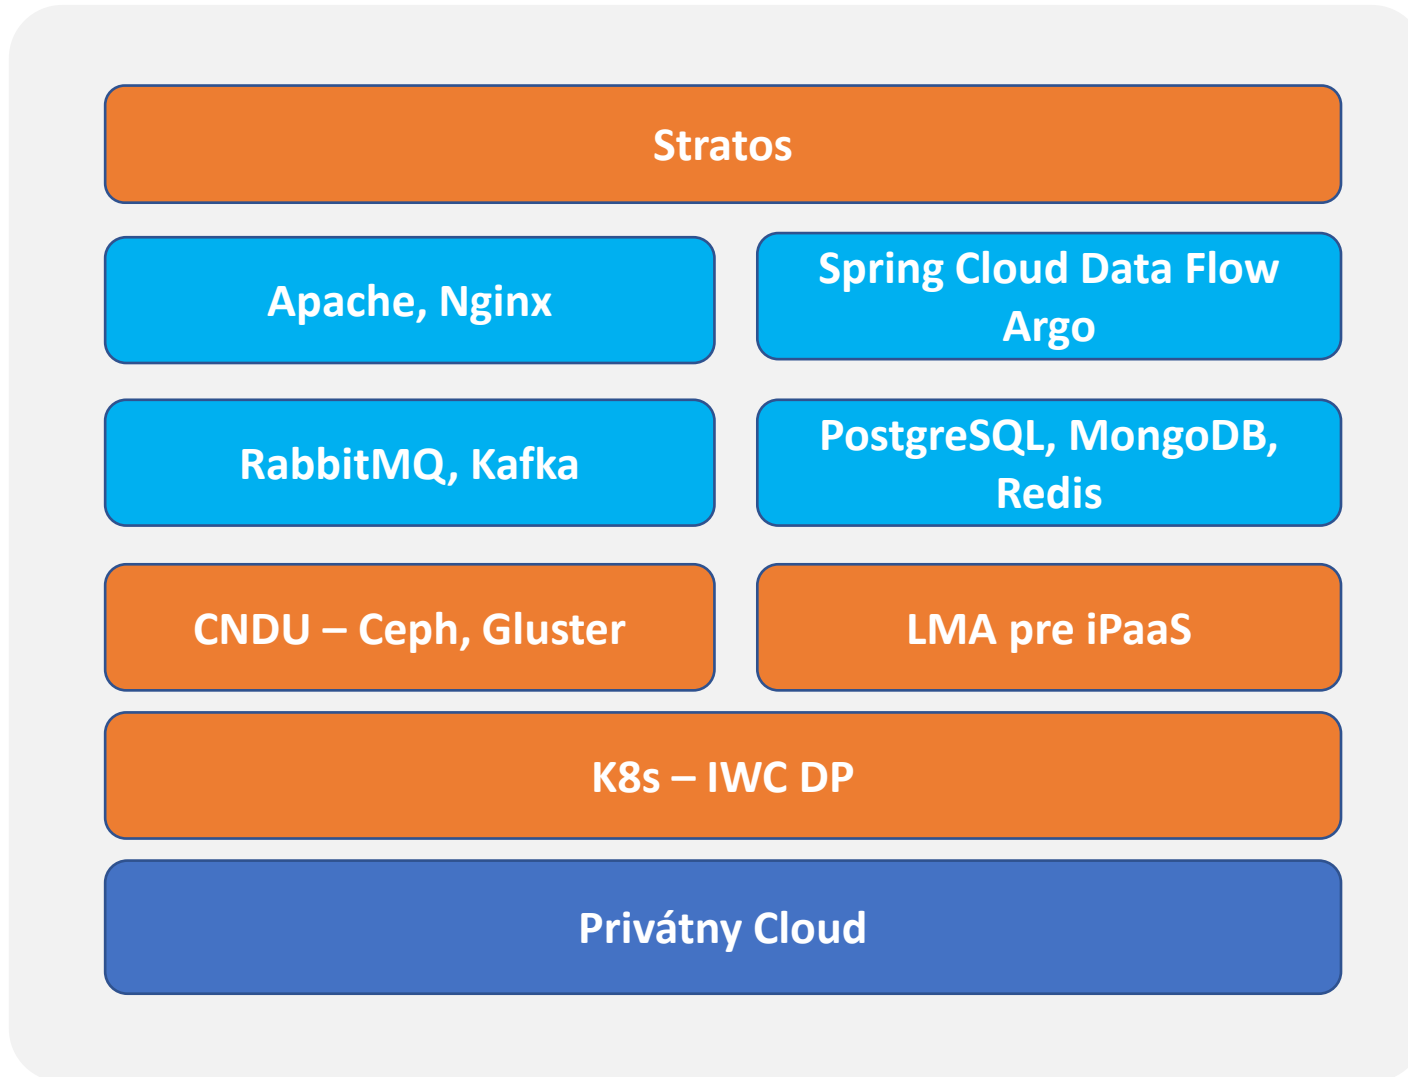 Stratos
Apache, Nginx
Spring Cloud Data Flow
Argo
RabbitMQ, Kafka
PostgreSQL, MongoDB,
Redis
CNDU – Ceph, Gluster
LMA pre iPaaS
K8s – IWC DP
Privátny Cloud